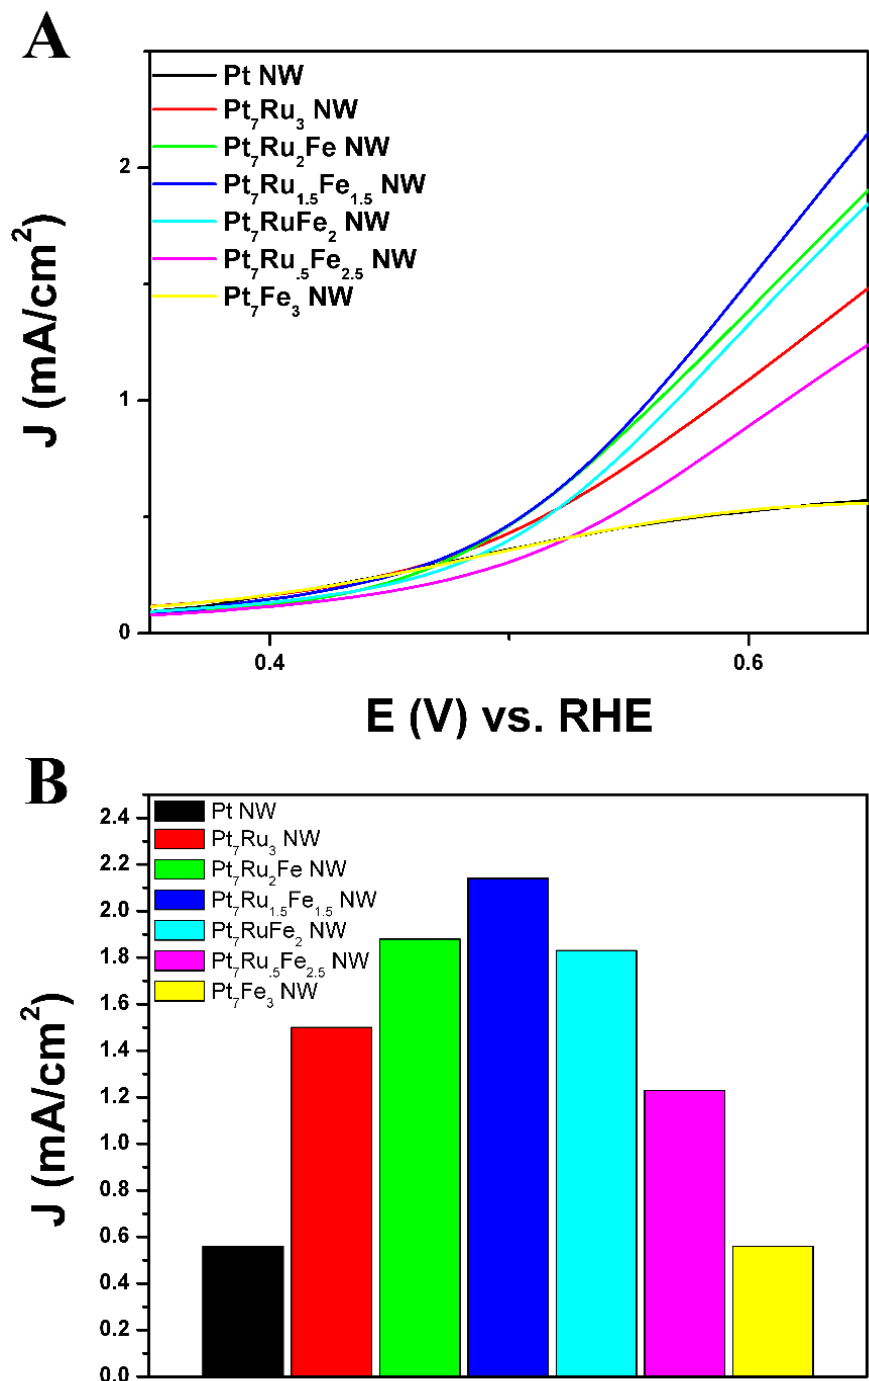 A
Pt NW
Pt₇Ru₃ NW
Pt₇Ru₂Fe NW
Pt₇Ru₁.₅Fe₁.₅ NW
Pt₇RuFe₂ NW
Pt₇Ru.₅Fe₂.₅ NW
Pt₇Fe₃ NW
2
1
0
J (mA/cm²)
0.4
0.6
E (V) vs. RHE
B
Pt NW
Pt₇Ru₃ NW
Pt₇Ru₂Fe NW
Pt₇Ru₁.₅Fe₁.₅ NW
Pt₇RuFe₂ NW
Pt₇Ru.₅Fe₂.₅ NW
Pt₇Fe₃ NW
2.4
2.2
2.0
1.8
1.6
1.4
1.2
1.0
0.8
0.6
0.4
0.2
0.0
J (mA/cm²)